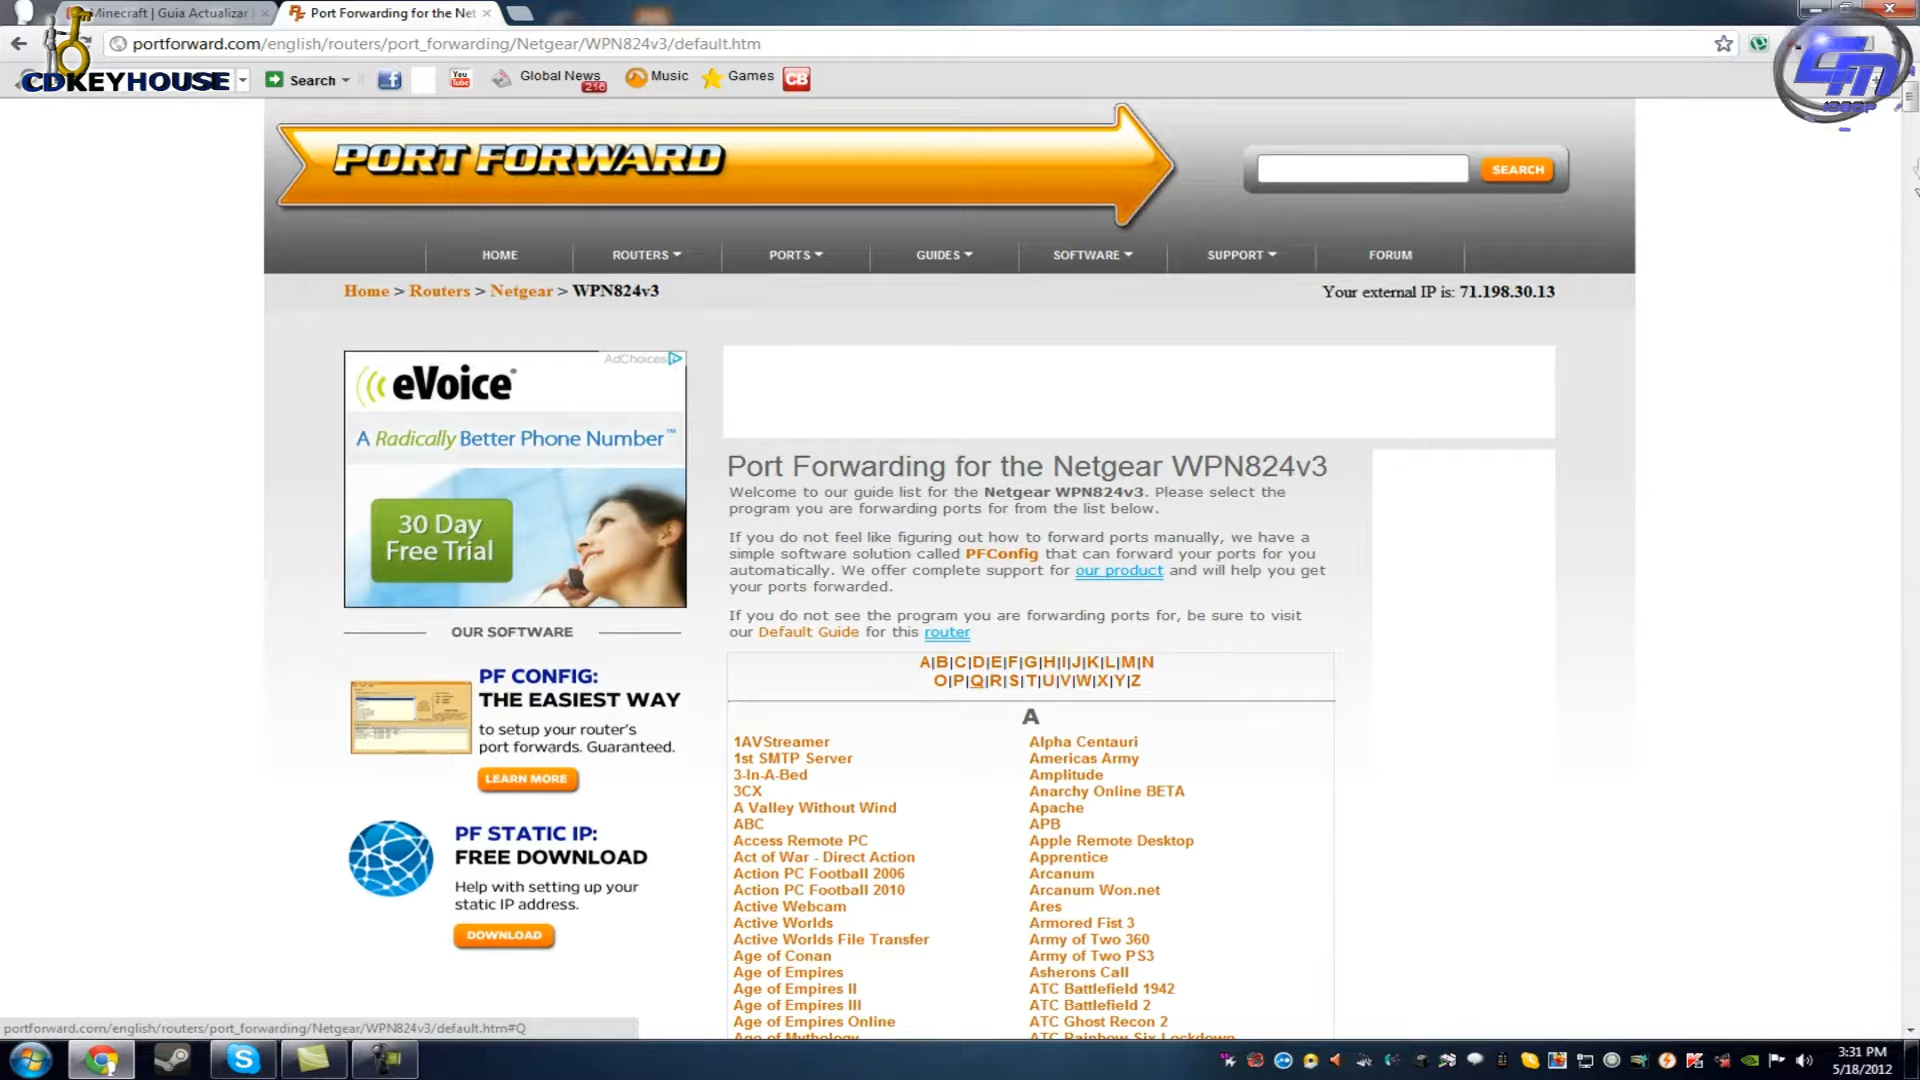 Minecraft | Guia Actualizar
Port Forwarding for the Net
portforward.com/english/routers/port_forwarding/Netgear/WPN824v3/default.htm
CDKEYHOUSE
Search
You
Tube
Global News
216
Music
Games
CB
1080P
PORT FORWARD
SEARCH
HOME
ROUTERS
PORTS
GUIDES
SOFTWARE
SUPPORT
FORUM
Home > Routers > Netgear > WPN824v3
Your external IP is: 71.198.30.13
AdChoices
eVoice®
A Radically Better Phone Number™
30 Day
Free Trial
OUR SOFTWARE
PF CONFIG:
THE EASIEST WAY
to setup your router's
port forwards. Guaranteed.
LEARN MORE
PF STATIC IP:
FREE DOWNLOAD
Help with setting up your
static IP address.
DOWNLOAD
Port Forwarding for the Netgear WPN824v3
Welcome to our guide list for the Netgear WPN824v3. Please select the
program you are forwarding ports for from the list below.
If you do not feel like figuring out how to forward ports manually, we have a
simple software solution called PFConfig that can forward your ports for you
automatically. We offer complete support for our product and will help you get
your ports forwarded.
If you do not see the program you are forwarding ports for, be sure to visit
our Default Guide for this router
A|B|C|D|E|F|G|H|I|J|K|L|M|N
O|P|Q|R|S|T|U|V|W|X|Y|Z
A
1AVStreamer
1st SMTP Server
3-In-A-Bed
3CX
A Valley Without Wind
ABC
Access Remote PC
Act of War - Direct Action
Action PC Football 2006
Action PC Football 2010
Active Webcam
Active Worlds
Active Worlds File Transfer
Age of Conan
Age of Empires
Age of Empires II
Age of Empires III
Age of Empires Online
Age of Mythology
Alpha Centauri
Americas Army
Amplitude
Anarchy Online BETA
Apache
APB
Apple Remote Desktop
Apprentice
Arcanum
Arcanum Won.net
Ares
Armored Fist 3
Army of Two 360
Army of Two PS3
Asherons Call
ATC Battlefield 1942
ATC Battlefield 2
ATC Ghost Recon 2
ATC Rainbow Six Lockdown
portforward.com/english/routers/port_forwarding/Netgear/WPN824v3/default.htm#Q
3:31 PM
5/18/2012